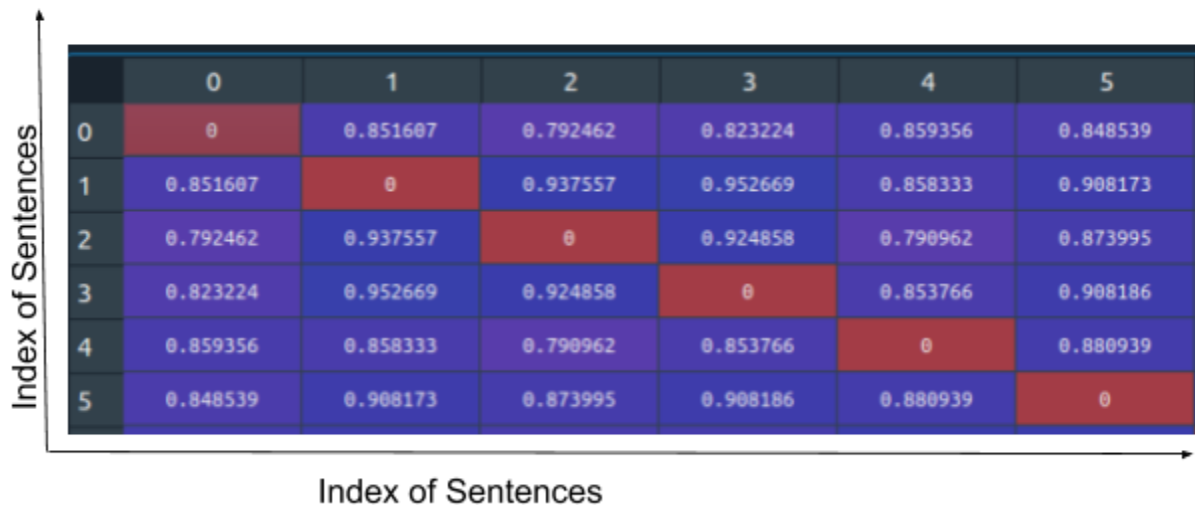 0 1 2 3 4 5
0 0 0.851607 0.792462 0.823224 0.859356 0.848539
1 0.851607 0 0.937557 0.952669 0.858333 0.908173
2 0.792462 0.937557 0 0.924858 0.790962 0.873995
3 0.823224 0.952669 0.924858 0 0.853766 0.908186
4 0.859356 0.858333 0.790962 0.853766 0 0.880939
5 0.848539 0.908173 0.873995 0.908186 0.880939 0
Index of Sentences
Index of Sentences